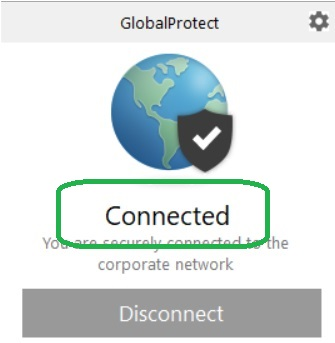 GlobalProtect
Connected
You are securely connected to the
corporate network
Disconnect